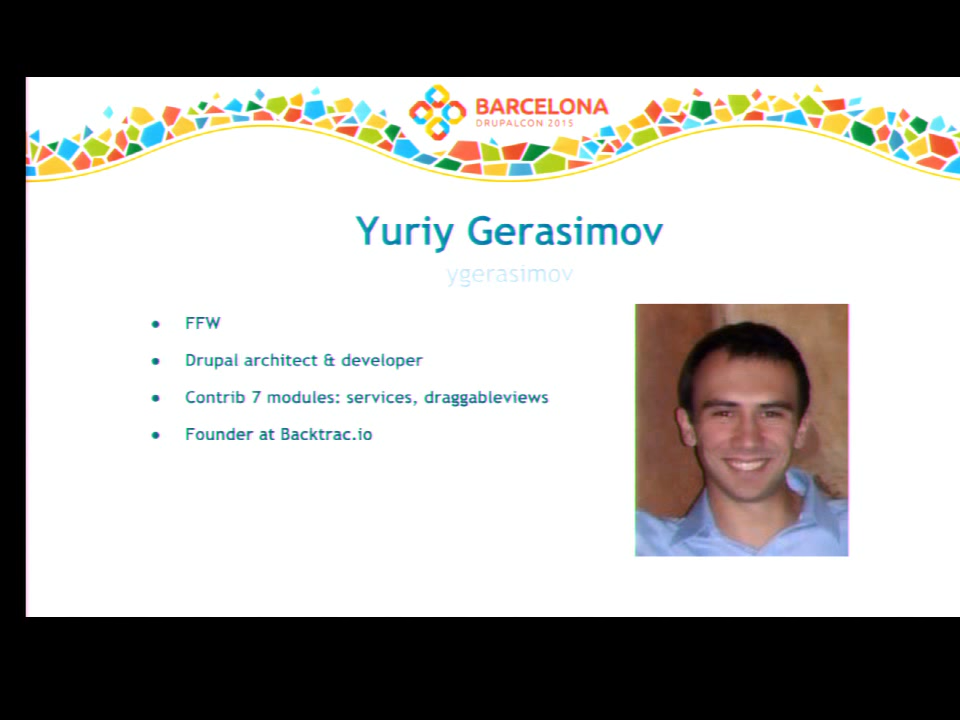 BARCELONA
DRUPALCON 2015
Yuriy Gerasimov
ygerasimov
● FFW
● Drupal architect & developer
● Contrib 7 modules: services, draggableviews
● Founder at Backtrac.io